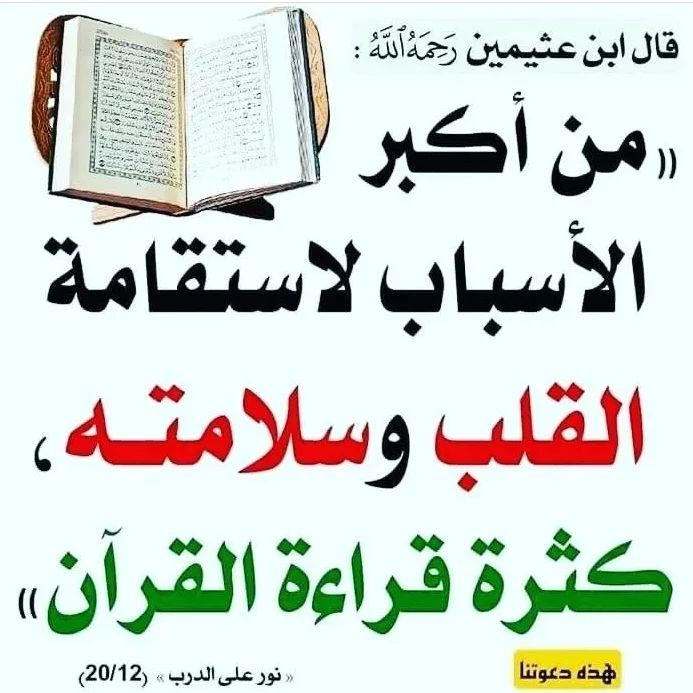 قال ابن عثيمين رَحِمَهُ ٱللَّهُ :
«من أكبر
الأسباب لاستقامة
القلب وسلامته ،
كثرة قراءة القرآن»
« نور على الدرب » (20/12)
هذه دعوتنا